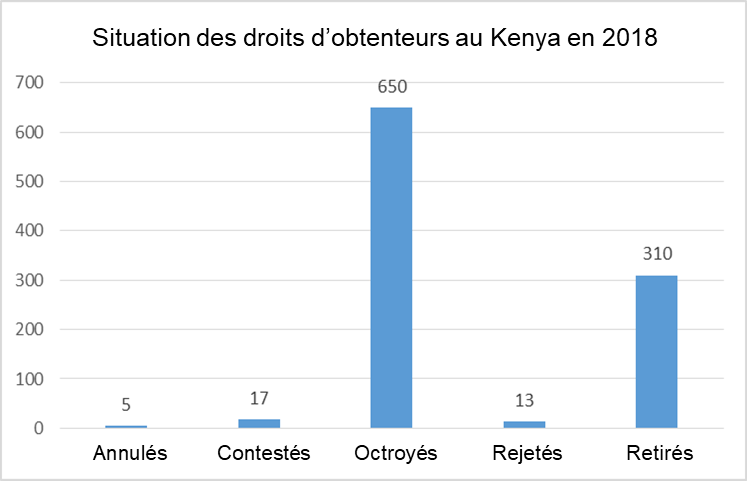 Situation des droits d’obtenteurs au Kenya en 2018
700
600
500
400
300
200
100
0
5
17
650
13
310
Annulés
Contestés
Octroyés
Rejetés
Retirés